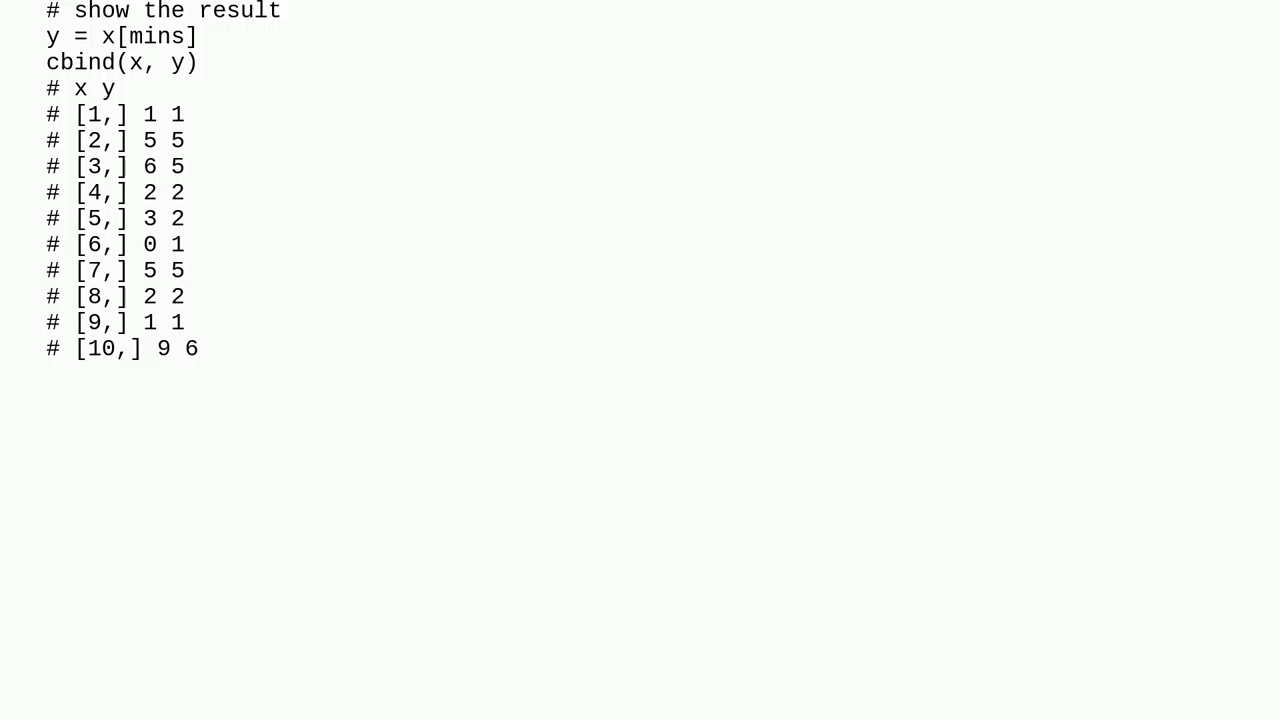 # show the result
y = x[mins]
cbind(x, y)
# x y
# [1,] 1 1
# [2,] 5 5
# [3,] 6 5
# [4,] 2 2
# [5,] 3 2
# [6,] 0 1
# [7,] 5 5
# [8,] 2 2
# [9,] 1 1
# [10,] 9 6